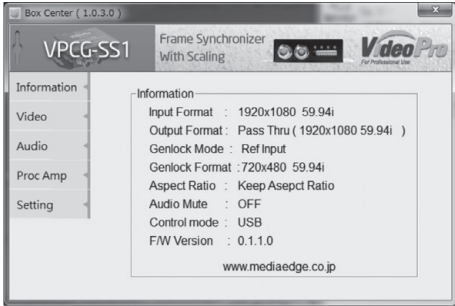 Box Center ( 1.0.3.0 )
VPCG-SS1
Frame Synchronizer
With Scaling
VideoPro
For Professional Use
Information
Video
Audio
Proc Amp
Setting
Information
Input Format : 1920x1080 59.94i
Output Format : Pass Thru ( 1920x1080 59.94i )
Genlock Mode : Ref Input
Genlock Format :720x480 59.94i
Aspect Ratio : Keep Asepct Ratio
Audio Mute : OFF
Control mode : USB
F/W Version : 0.1.1.0
www.mediaedge.co.jp